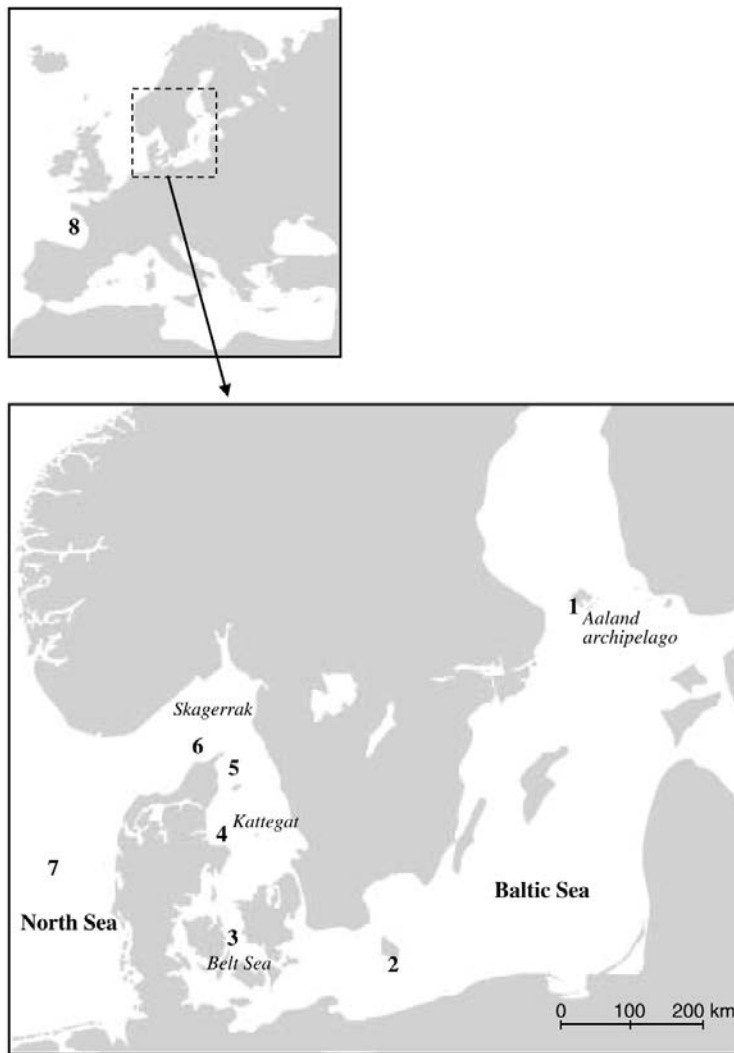 8
1
Aaland
archipelago
Skagerrak
6
5
Kattegat
4
7
Baltic Sea
North Sea
3
Belt Sea
2
0 100 200 km